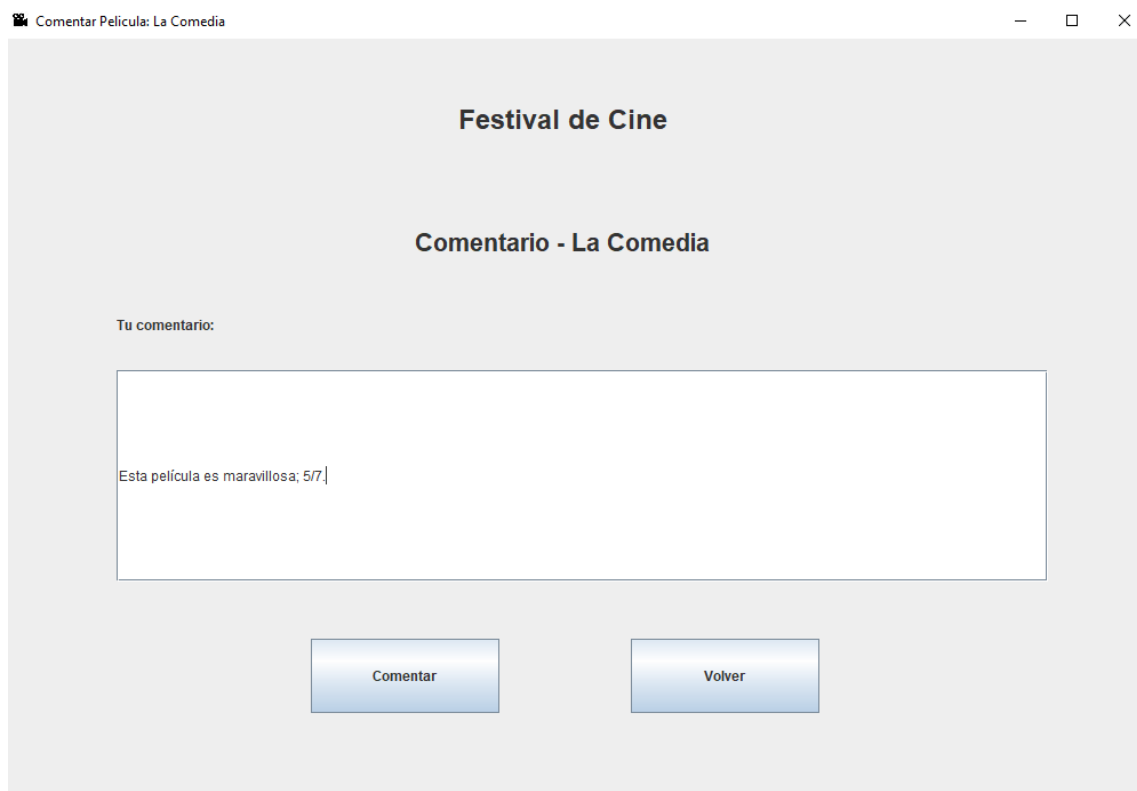 Comentar Pelicula: La Comedia
Festival de Cine
Comentario - La Comedia
Tu comentario:
Esta película es maravillosa; 5/7.
Comentar
Volver